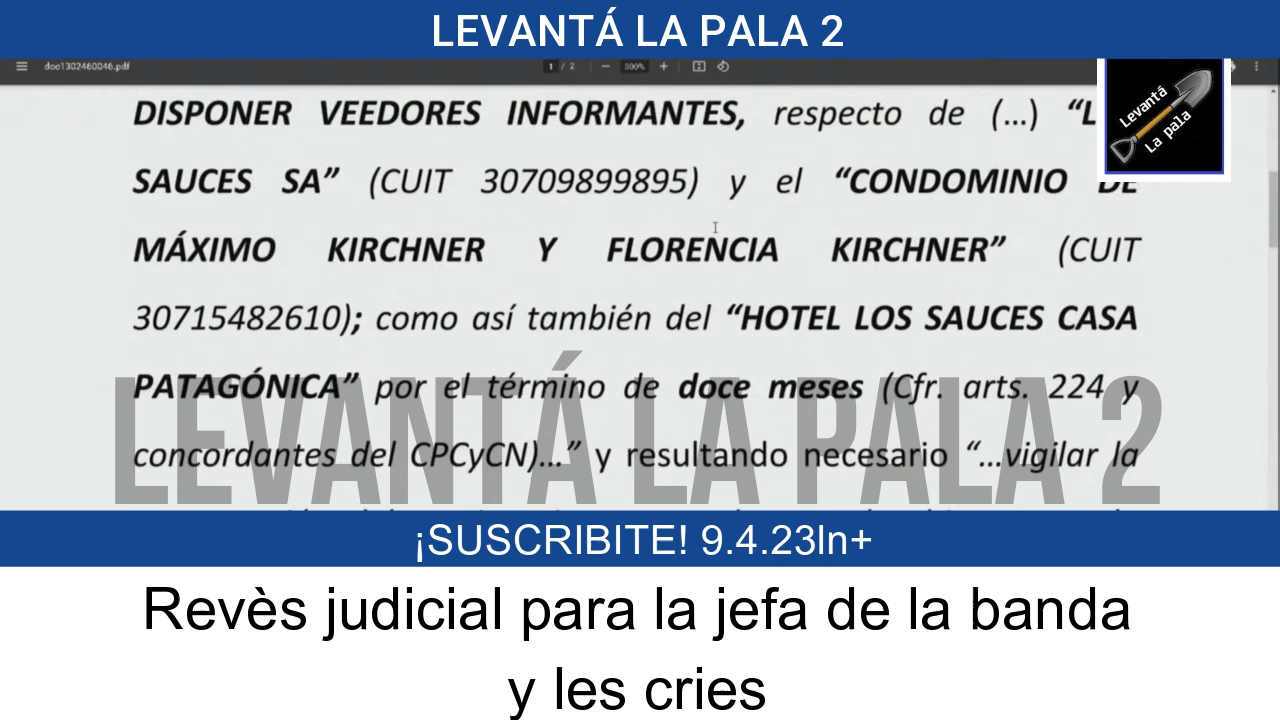 LEVANTÁ LA PALA 2
doc1302460046.pdf
1 / 2
300%
Levantá
La pala
DISPONER VEEDORES INFORMANTES, respecto de (…) “L
SAUCES SA” (CUIT 30709899895) y el “CONDOMINIO DE
MÁXIMO KIRCHNER Y FLORENCIA KIRCHNER” (CUIT
30715482610); como así también del “HOTEL LOS SAUCES CASA
PATAGÓNICA” por el término de doce meses (Cfr. arts. 224 y
concordantes del CPCyCN)…” y resultando necesario “…vigilar la
LEVANTÁ LA PALA 2
¡SUSCRIBITE! 9.4.23ln+
Revès judicial para la jefa de la banda
y les cries